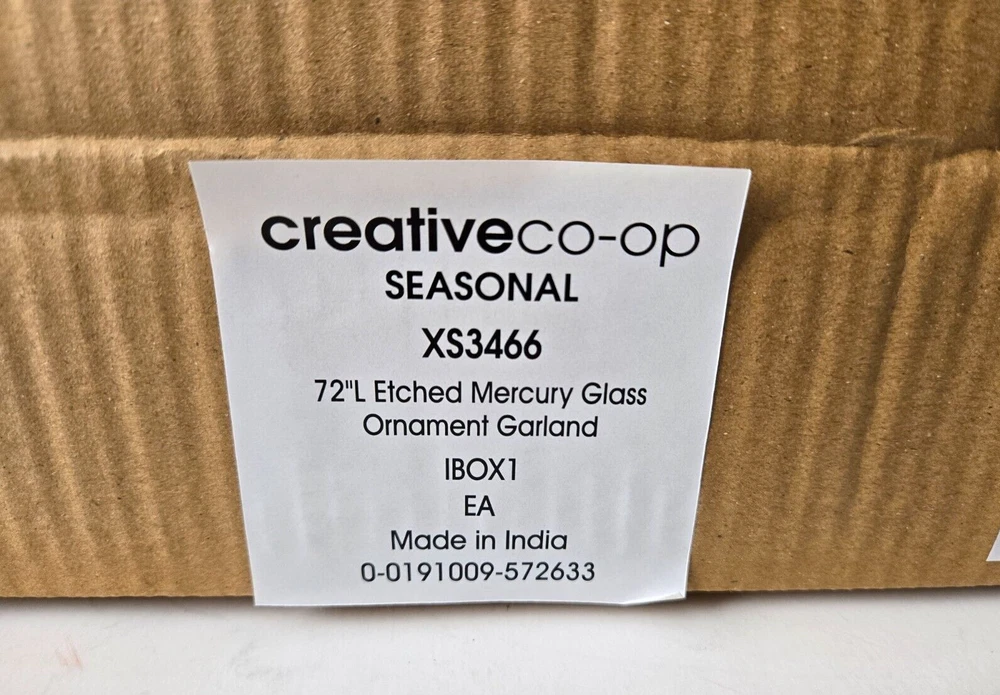 creativeco-op
SEASONAL
XS3466
72"L Etched Mercury Glass
Ornament Garland
IBOX1
EA
Made in India
0-0191009-572633